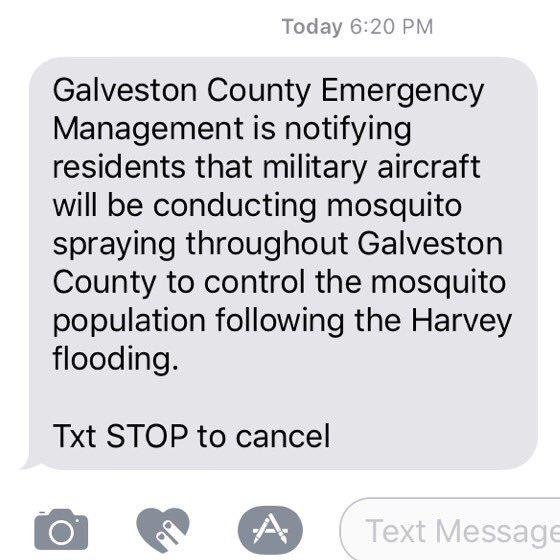 Today 6:20 PM
Galveston County Emergency
Management is notifying
residents that military aircraft
will be conducting mosquito
spraying throughout Galveston
County to control the mosquito
population following the Harvey
flooding.
Txt STOP to cancel
Text Message